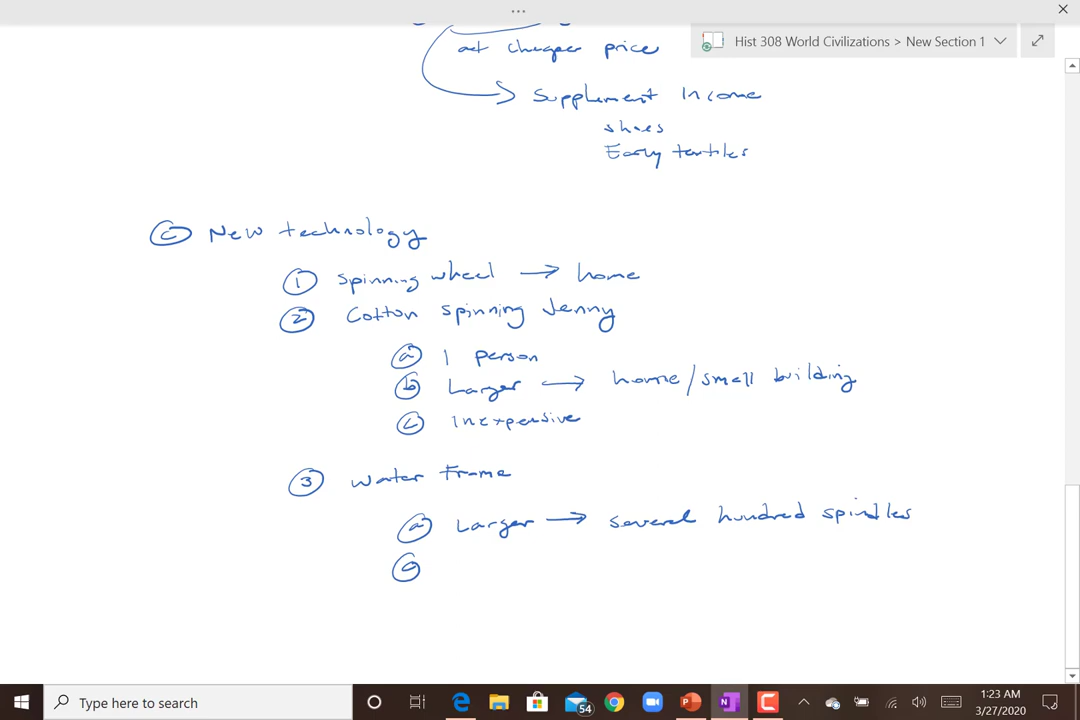 ...
at cheaper price
Hist 308 World Civilizations > New Section 1
Supplement Income
shoes
Early textiles
C New technology
1 Spinning wheel → home
2 Cotton spinning Jenny
a 1 person
b Larger → home/small building
c Inexpensive
3 Water Frame
a Larger → several hundred spindles
Type here to search
54
1:23 AM
3/27/2020